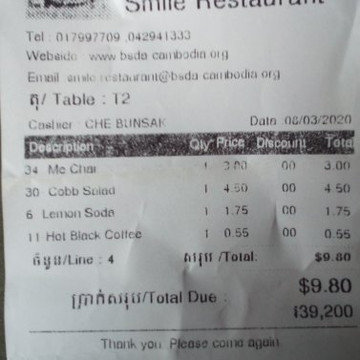 Smile Restaurant
Tel : 017997709 ,042941333
Website : www.bsda cambodia org
Email smile.restaurant@bsda cambodia org
តុ/ Table : T2
Cashier : CHE BUNSAK Date 08/03/2020
Description Qty Price Discount Total
34 Me Char 1 3.00 00 3.00
30 Cobb Salad 1 4.50 00 4.50
6 Lemon Soda 1 1.75 00 1.75
11 Hot Black Coffee 1 0.55 00 0.55
ចំនួន/Line : 4 សរុប /Total: $9.80
ប្រាក់សរុប/Total Due : $9.80
៛39,200
Thank you Please come again